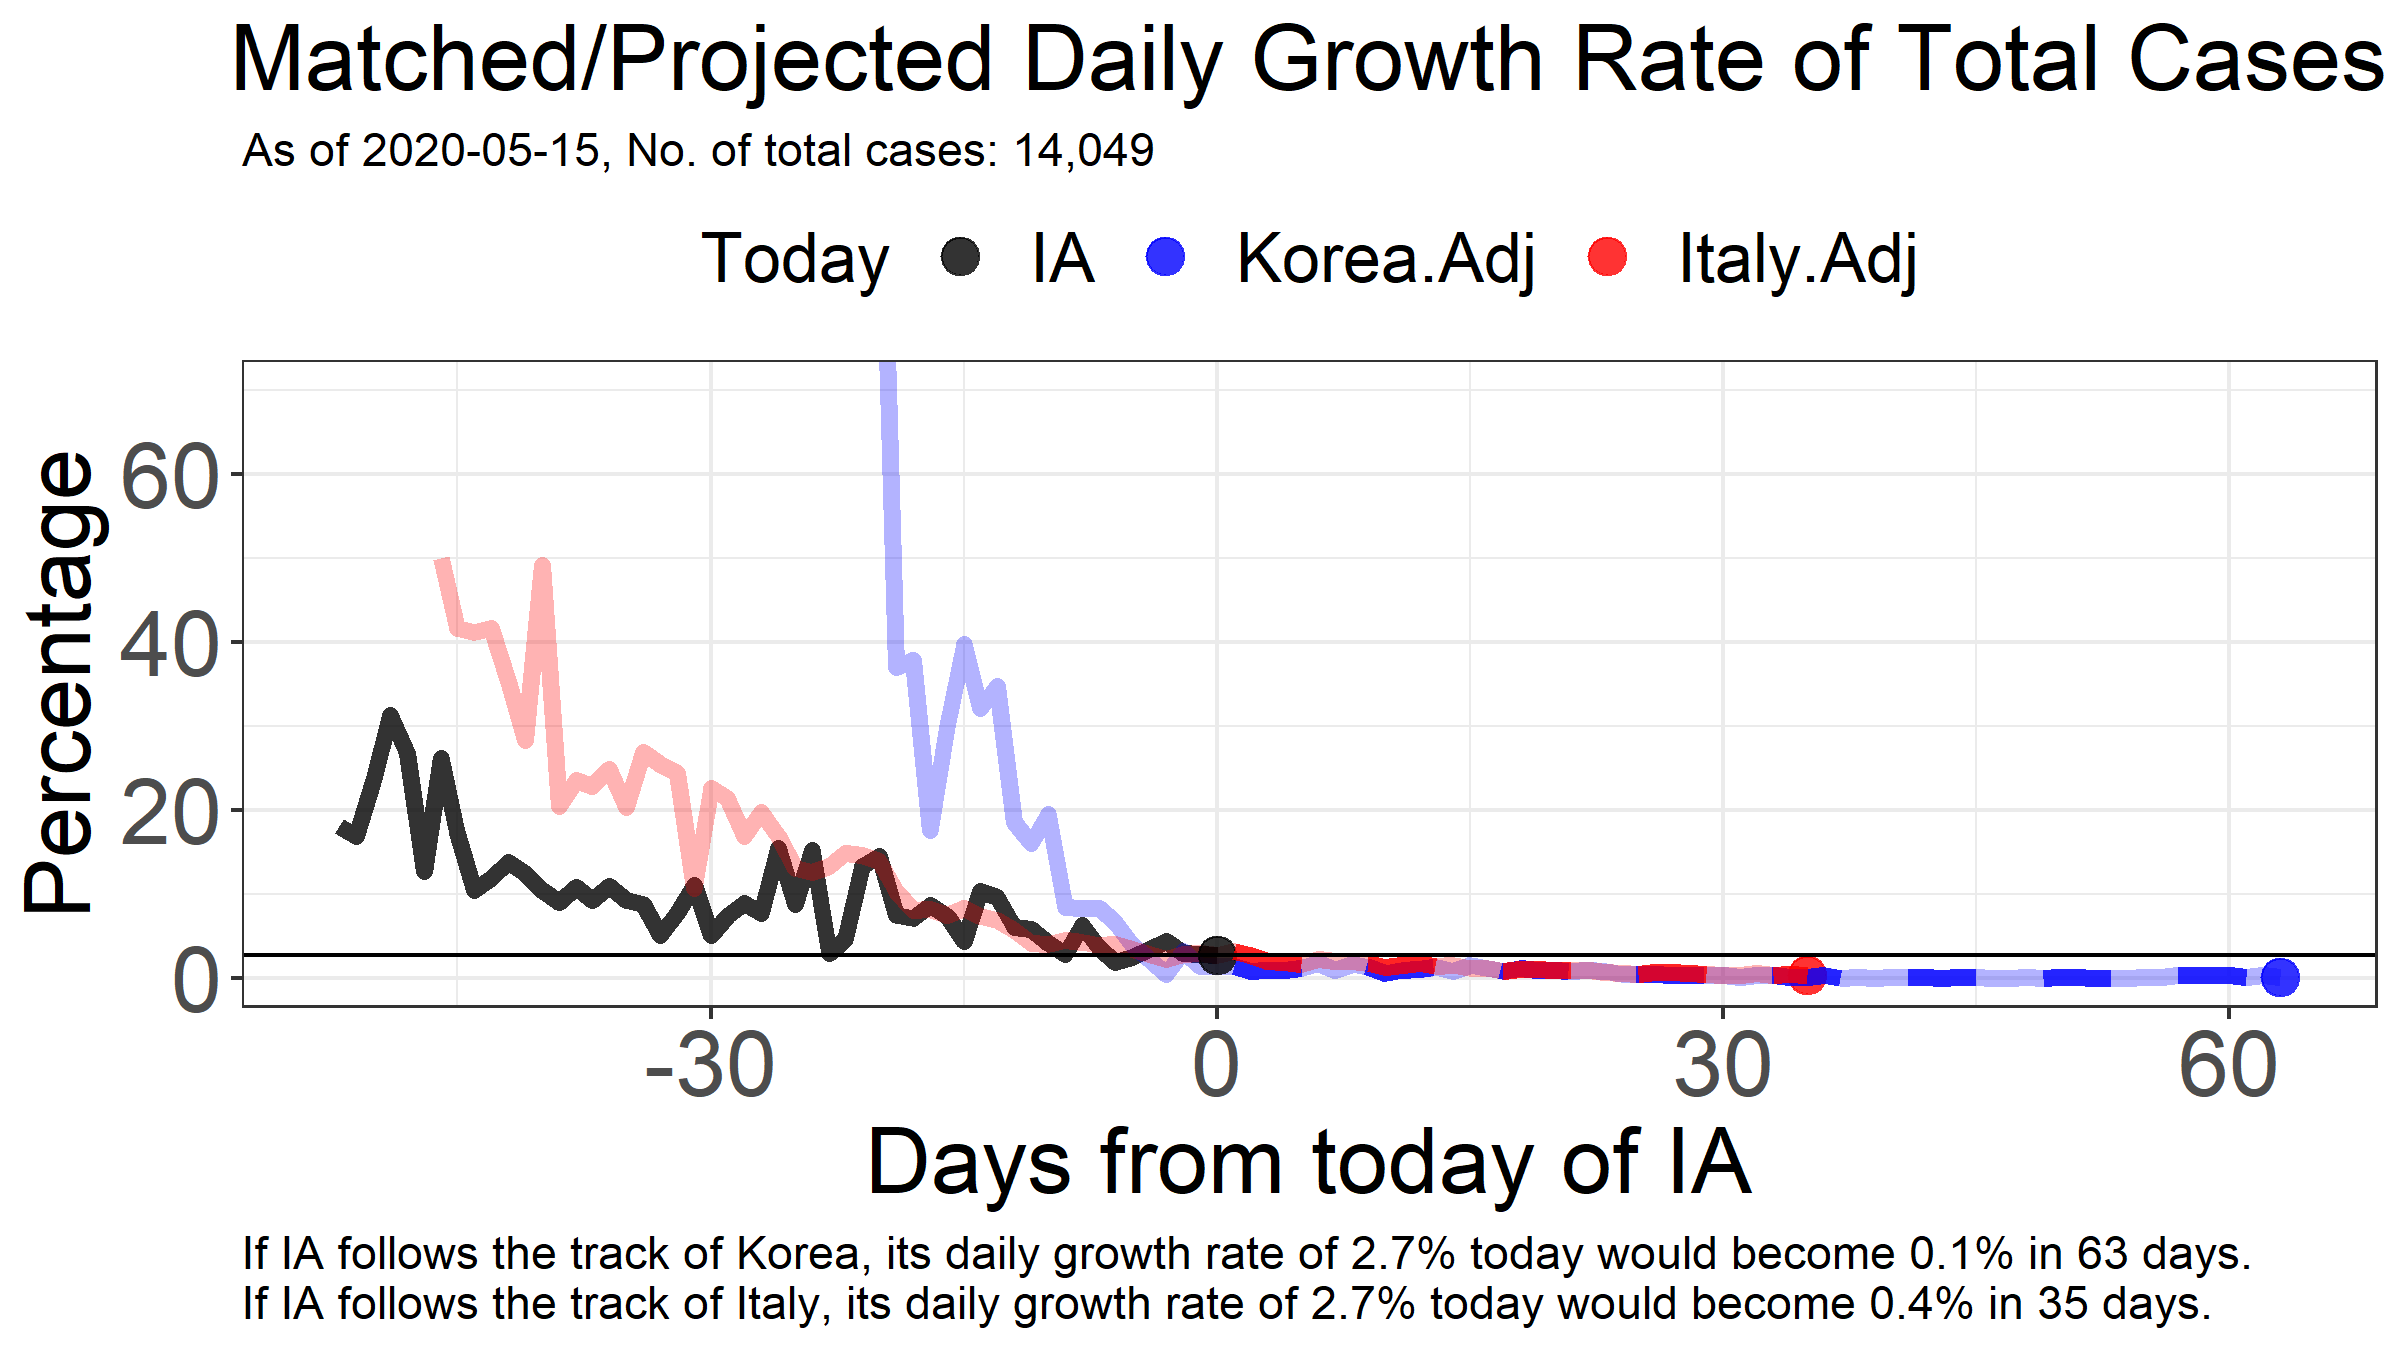 Matched/Projected Daily Growth Rate of Total Cases
As of 2020-05-15, No. of total cases: 14,049
Today IA Korea.Adj Italy.Adj
Percentage
60
40
20
0
-30 0 30 60
Days from today of IA
If IA follows the track of Korea, its daily growth rate of 2.7% today would become 0.1% in 63 days.
If IA follows the track of Italy, its daily growth rate of 2.7% today would become 0.4% in 35 days.